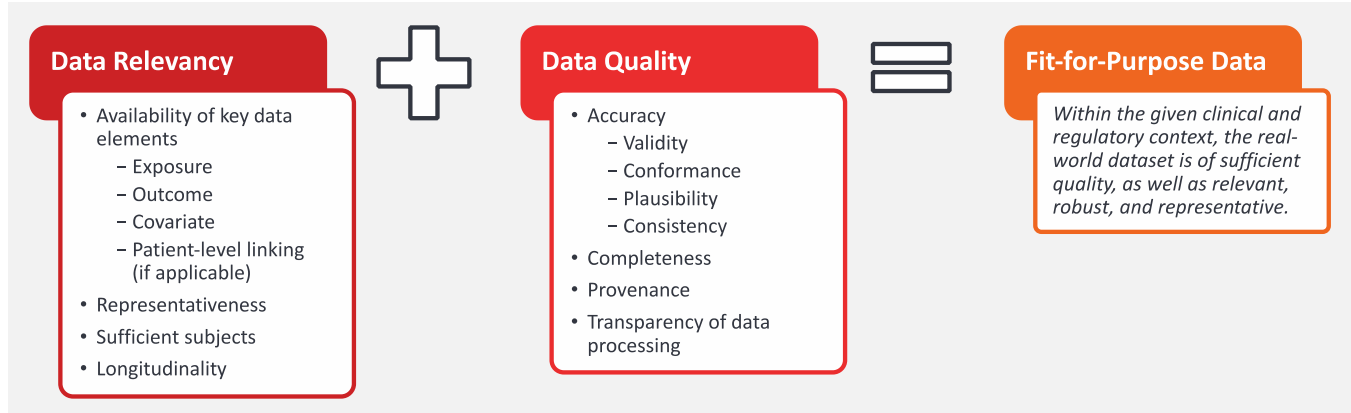 Data Relevancy
• Availability of key data
elements
– Exposure
– Outcome
– Covariate
– Patient-level linking
(if applicable)
• Representativeness
• Sufficient subjects
• Longitudinality
Data Quality
• Accuracy
– Validity
– Conformance
– Plausibility
– Consistency
• Completeness
• Provenance
• Transparency of data
processing
Fit-for-Purpose Data
Within the given clinical and
regulatory context, the real-
world dataset is of sufficient
quality, as well as relevant,
robust, and representative.